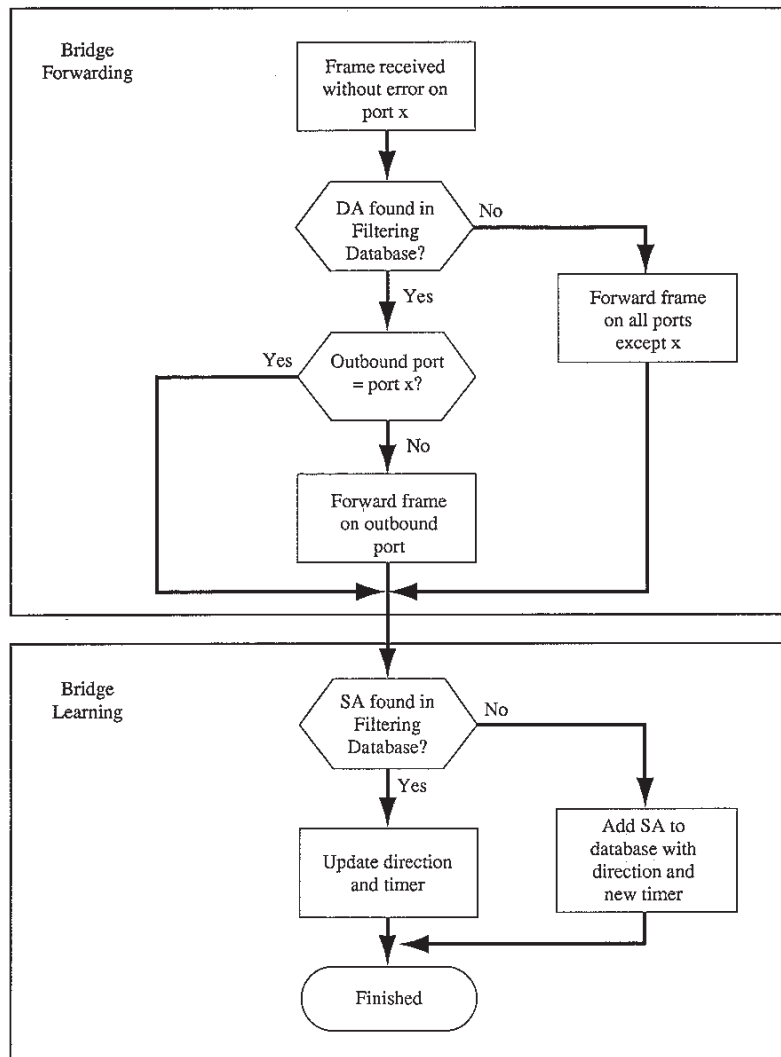 Bridge
Forwarding
Frame received
without error on
port x
DA found in
Filtering
Database?
No
Yes
Forward frame
on all ports
except x
Yes
Outbound port
= port x?
No
Forward frame
on outbound
port
Bridge
Learning
SA found in
Filtering
Database?
No
Yes
Update direction
and timer
Add SA to
database with
direction and
new timer
Finished